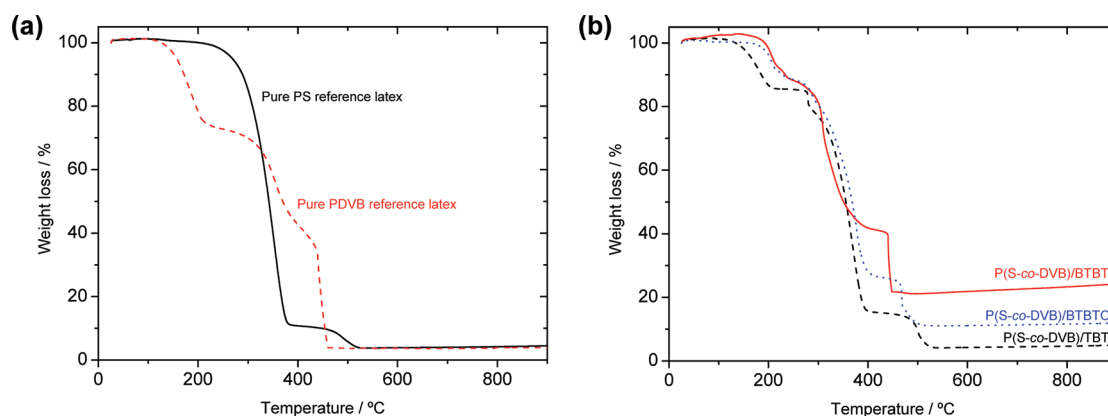 (a)
Weight loss / %
100
80
60
40
20
0
Pure PS reference latex
Pure PDVB reference latex
0 200 400 600 800
Temperature / ºC
(b)
Weight loss / %
100
80
60
40
20
0
P(S-co-DVB)/BTBT
P(S-co-DVB)/BTBTC
P(S-co-DVB)/TBT
0 200 400 600 800
Temperature / ºC